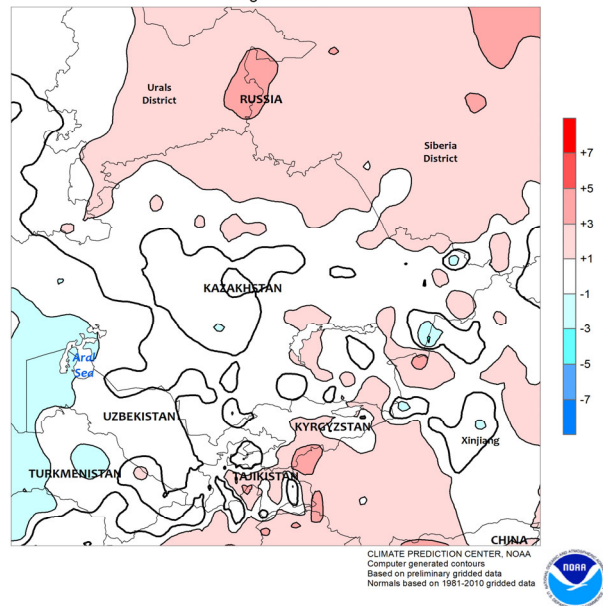 Urals
District
RUSSIA
Siberia
District
KAZAKHSTAN
Aral
Sea
UZBEKISTAN
KYRGYZSTAN
Xinjiang
TURKMENISTAN
TAJIKISTAN
CHINA
+7
+5
+3
+1
-1
-3
-5
-7
CLIMATE PREDICTION CENTER, NOAA
Computer generated contours
Based on preliminary gridded data
Normals based on 1981-2010 gridded data
NOAA